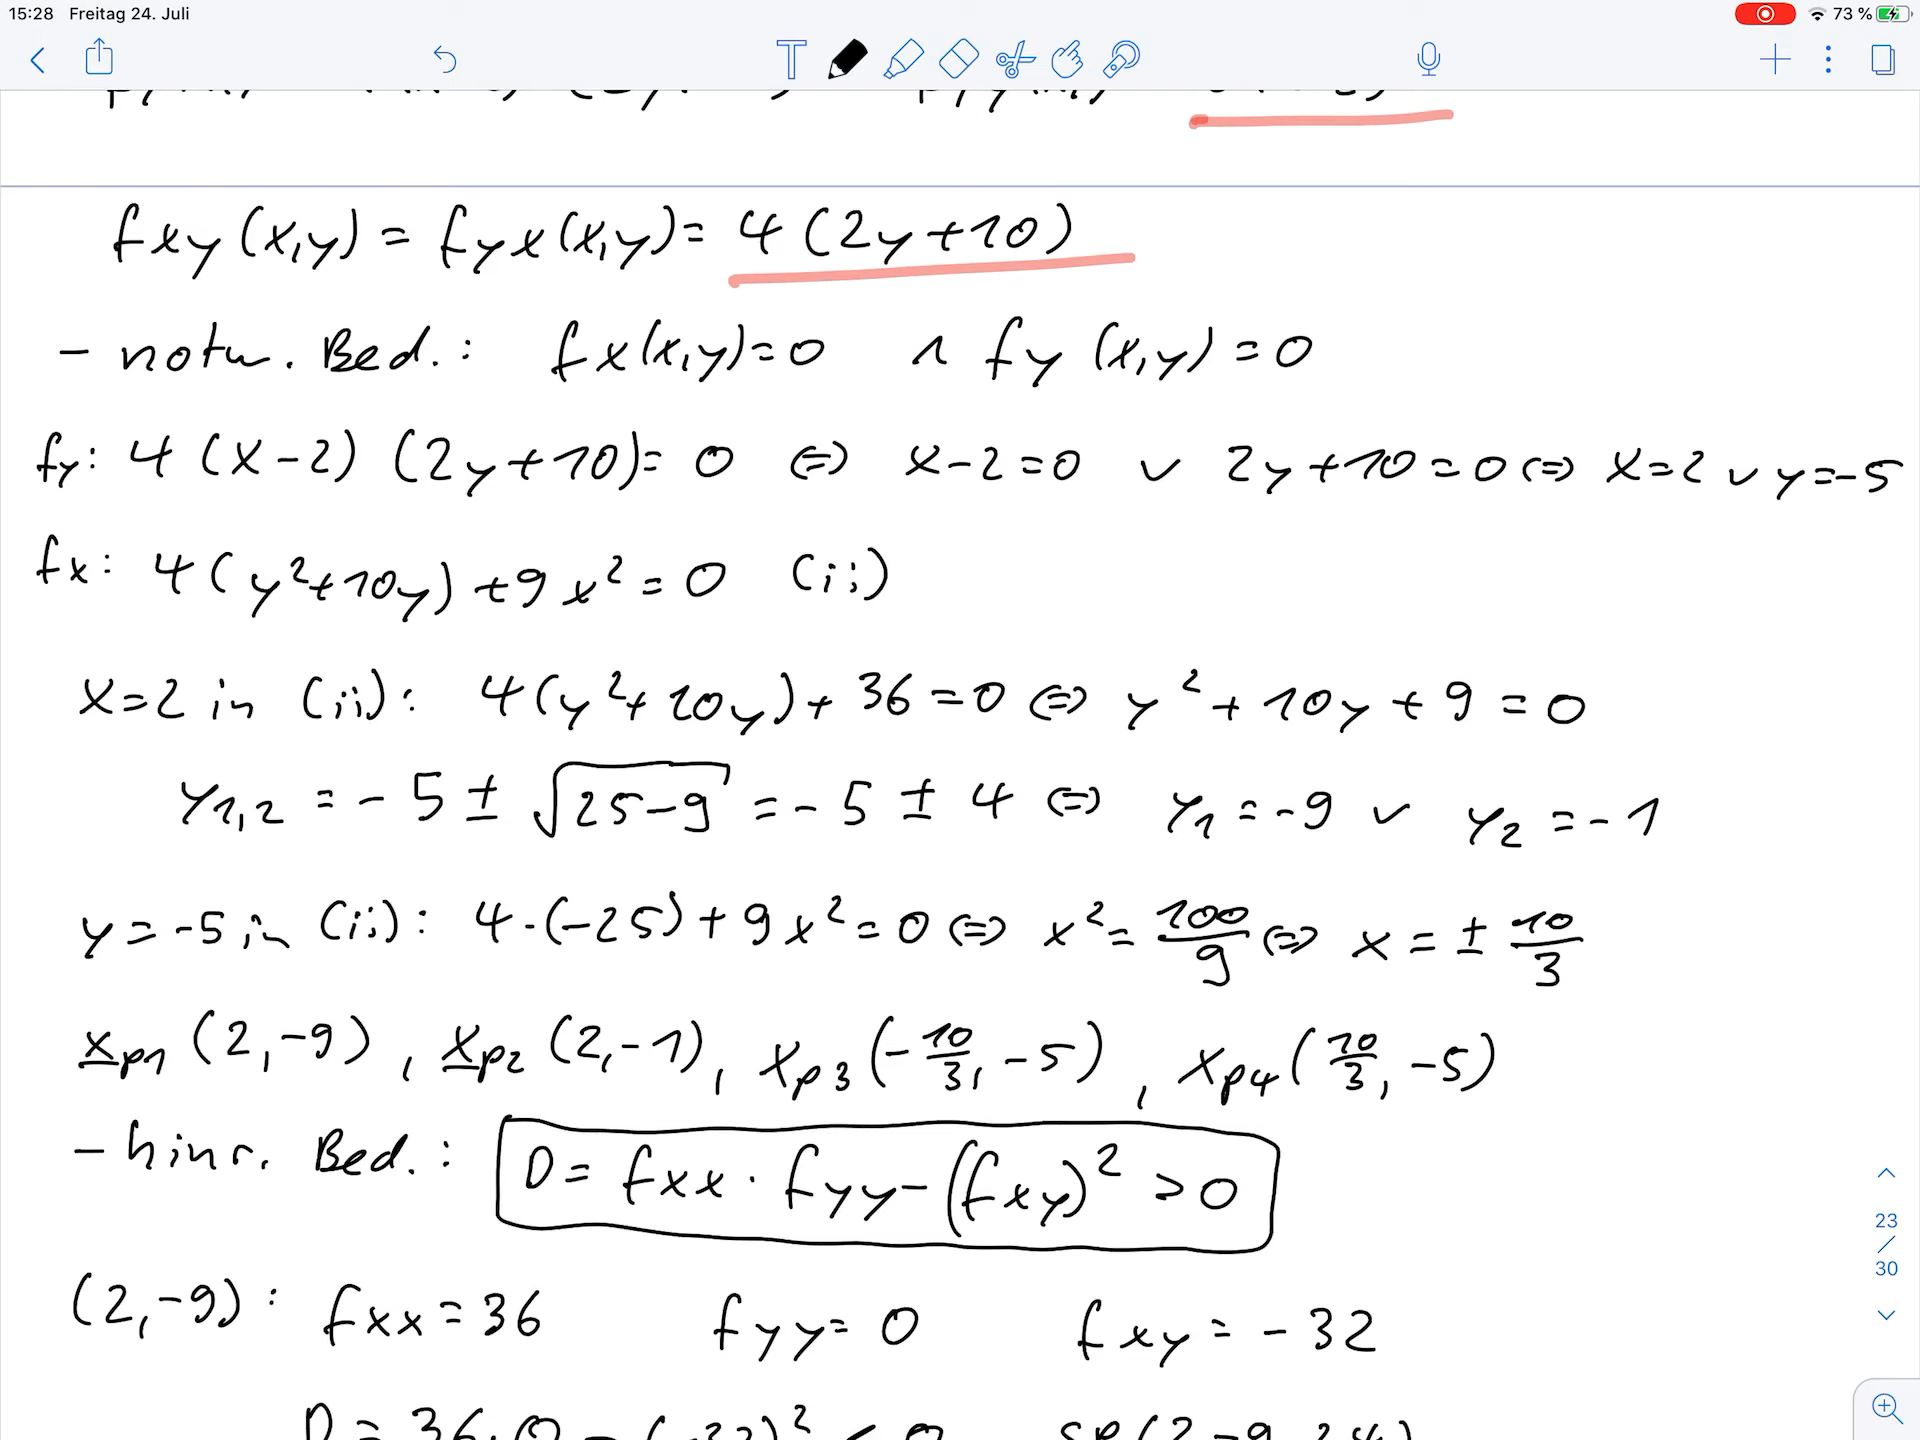 15:28 Freitag 24. Juli 73 %
T
fxy (x,y) = fyx (x,y) = 4 (2y+10)
- notw. Bed.: fx(x,y)=0 ∧ fy (x,y) = 0
fy: 4 (x-2) (2y+10) = 0 <=> x-2=0 ∨ 2y+10=0 <=> x=2 ∨ y=-5
fx: 4(y²+10y) +9x² = 0 (ii)
x=2 in (ii): 4(y²+10y)+36=0 <=> y²+10y+9=0
y1,2 = -5 ± √25-9 = -5 ± 4 <=> y1=-9 ∨ y2=-1
y=-5 in (ii): 4·(-25)+9x²=0 <=> x²=100/9 <=> x=±10/3
xp1 (2,-9), xp2 (2,-1), xp3 (-10/3, -5), xp4 (10/3, -5)
- hinr. Bed.: D = fxx · fyy - (fxy)² > 0
23
/
30
(2,-9): fxx = 36 fyy = 0 fxy = -32